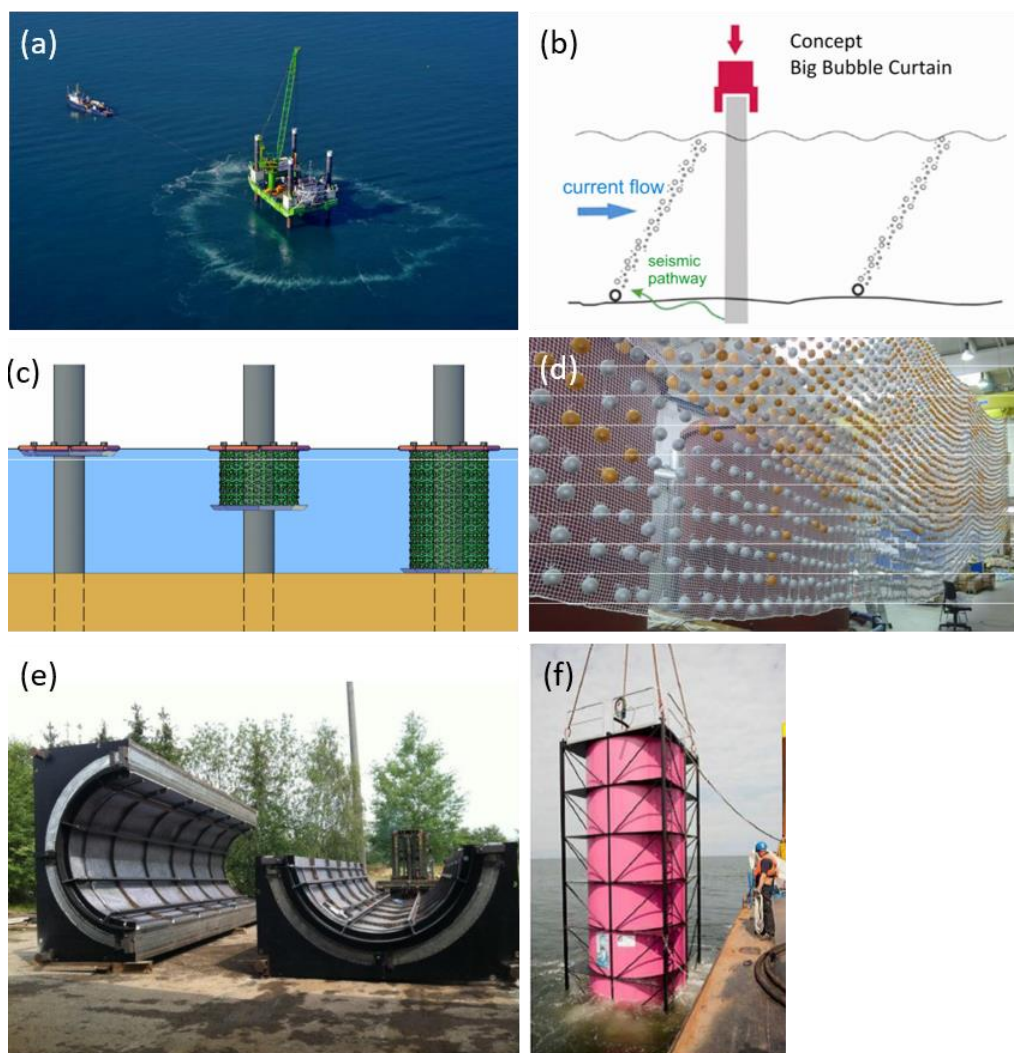 (a)
(b)
Concept
Big Bubble Curtain
current flow
seismic
pathway
(c)
(d)
(e)
(f)